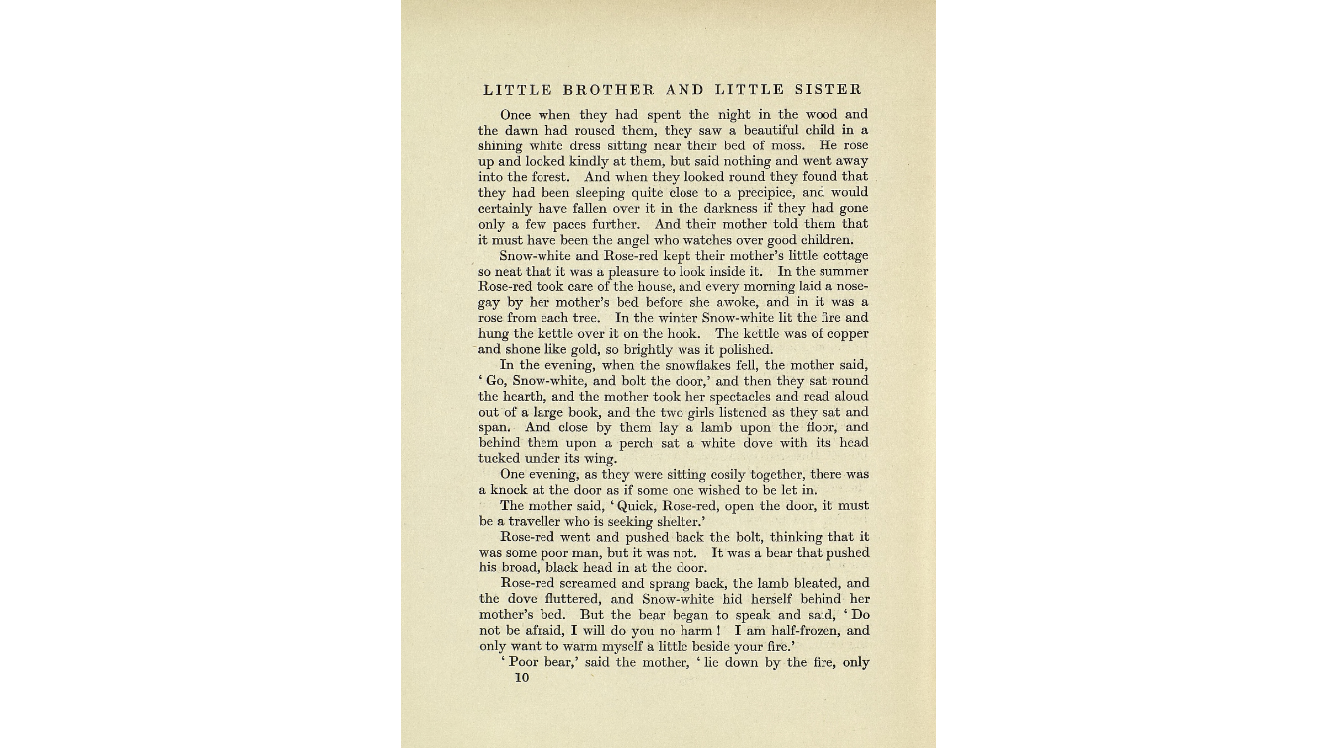 LITTLE BROTHER AND LITTLE SISTER
Once when they had spent the night in the wood and
the dawn had roused them, they saw a beautiful child in a
shining white dress sitting near their bed of moss. He rose
up and looked kindly at them, but said nothing and went away
into the forest. And when they looked round they found that
they had been sleeping quite close to a precipice, and would
certainly have fallen over it in the darkness if they had gone
only a few paces further. And their mother told them that
it must have been the angel who watches over good children.
Snow-white and Rose-red kept their mother's little cottage
so neat that it was a pleasure to look inside it. In the summer
Rose-red took care of the house, and every morning laid a nose-
gay by her mother's bed before she awoke, and in it was a
rose from each tree. In the winter Snow-white lit the fire and
hung the kettle over it on the hook. The kettle was of copper
and shone like gold, so brightly was it polished.
In the evening, when the snowflakes fell, the mother said,
‘Go, Snow-white, and bolt the door,’ and then they sat round
the hearth, and the mother took her spectacles and read aloud
out of a large book, and the two girls listened as they sat and
span. And close by them lay a lamb upon the floor, and
behind them upon a perch sat a white dove with its head
tucked under its wing.
One evening, as they were sitting cosily together, there was
a knock at the door as if some one wished to be let in.
The mother said, ‘Quick, Rose-red, open the door, it must
be a traveller who is seeking shelter.’
Rose-red went and pushed back the bolt, thinking that it
was some poor man, but it was not. It was a bear that pushed
his broad, black head in at the door.
Rose-red screamed and sprang back, the lamb bleated, and
the dove fluttered, and Snow-white hid herself behind her
mother's bed. But the bear began to speak and said, ‘Do
not be afraid, I will do you no harm! I am half-frozen, and
only want to warm myself a little beside your fire.’
‘Poor bear,’ said the mother, ‘lie down by the fire, only
10